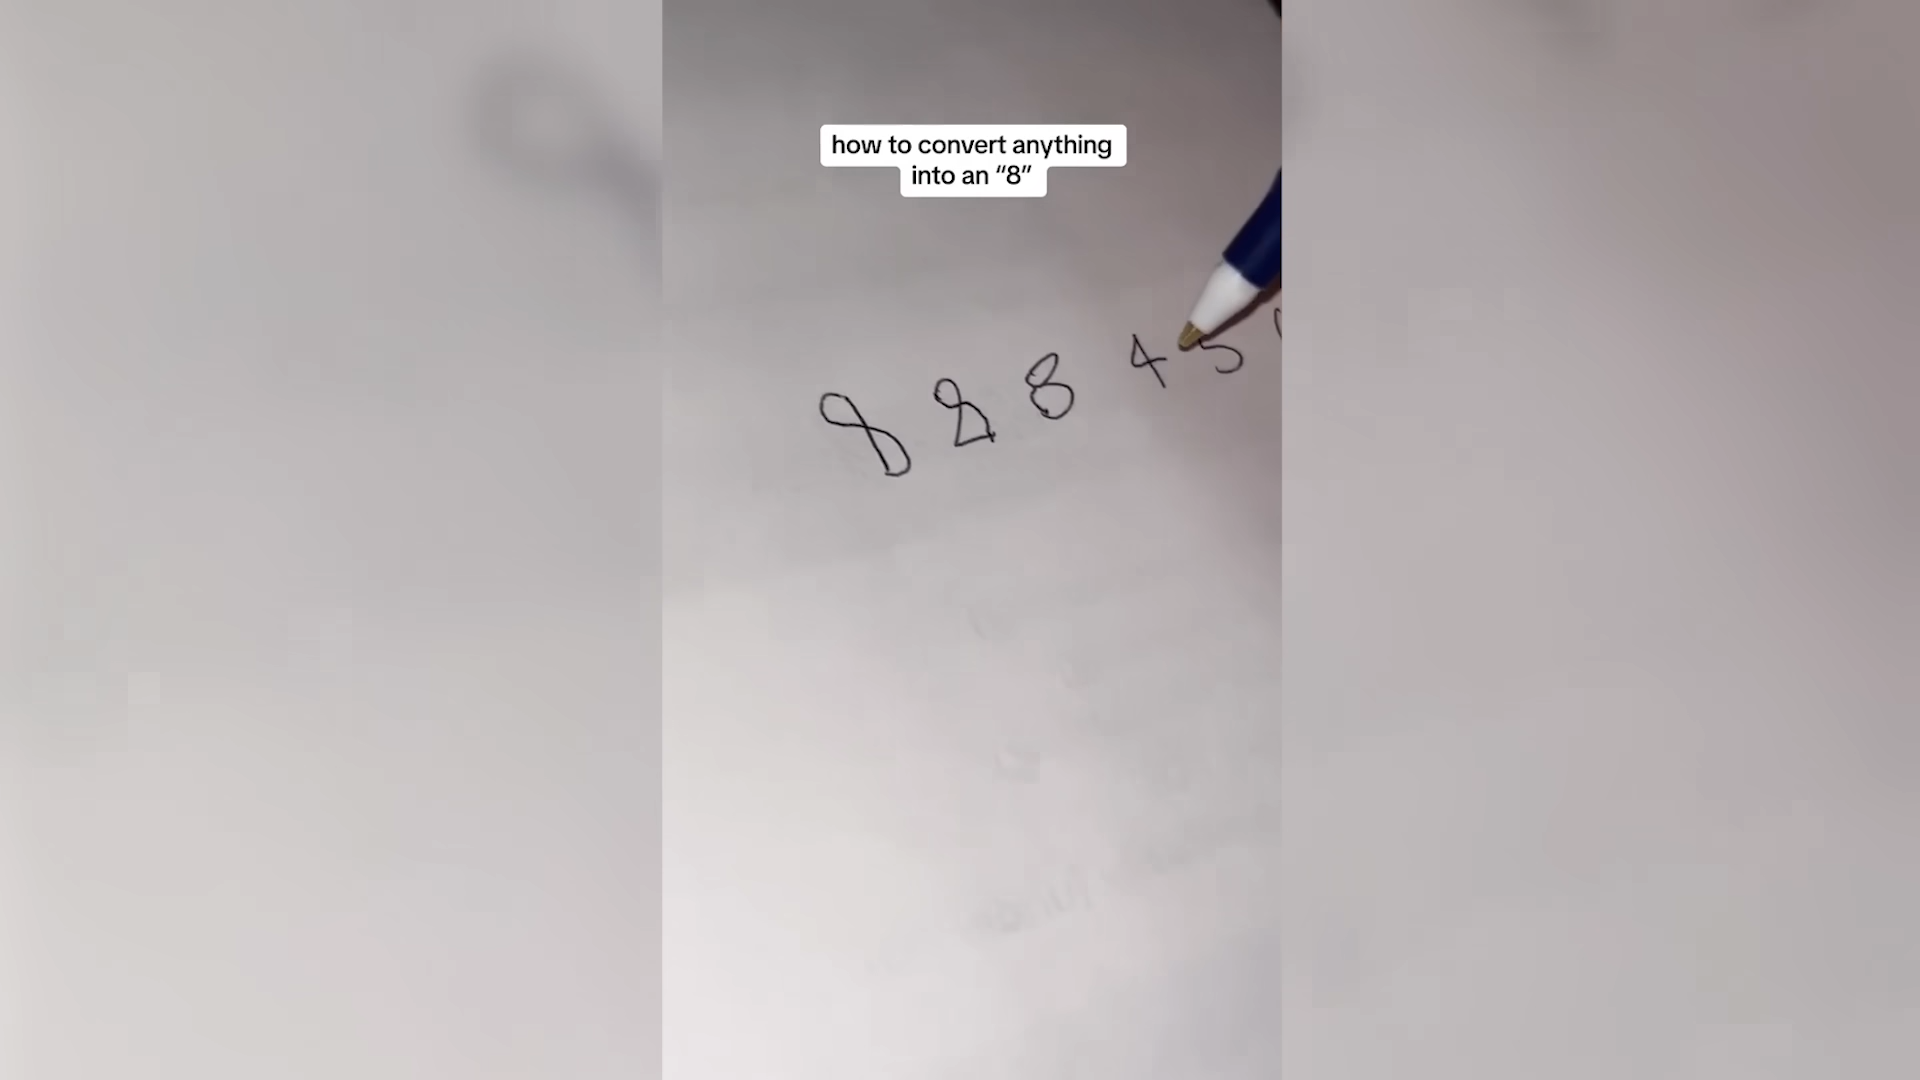 how to convert anything
into an “8”
8 8 8 4 5